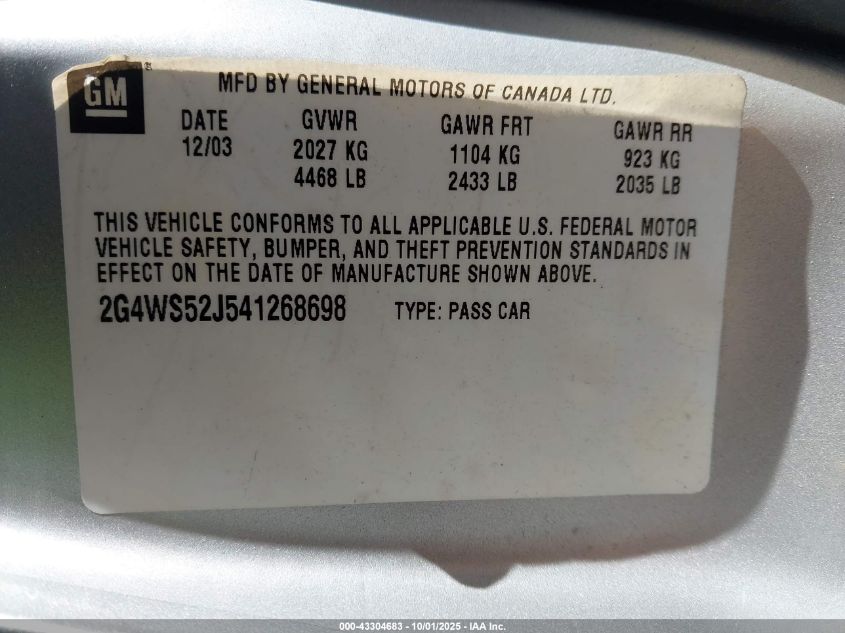 GM
MFD BY GENERAL MOTORS OF CANADA LTD.
DATE GVWR GAWR FRT GAWR RR
12/03 2027 KG 1104 KG 923 KG
4468 LB 2433 LB 2035 LB
THIS VEHICLE CONFORMS TO ALL APPLICABLE U.S. FEDERAL MOTOR
VEHICLE SAFETY, BUMPER, AND THEFT PREVENTION STANDARDS IN
EFFECT ON THE DATE OF MANUFACTURE SHOWN ABOVE.
2G4WS52J541268698 TYPE: PASS CAR
000-43304683 - 10/01/2025 - IAA Inc.